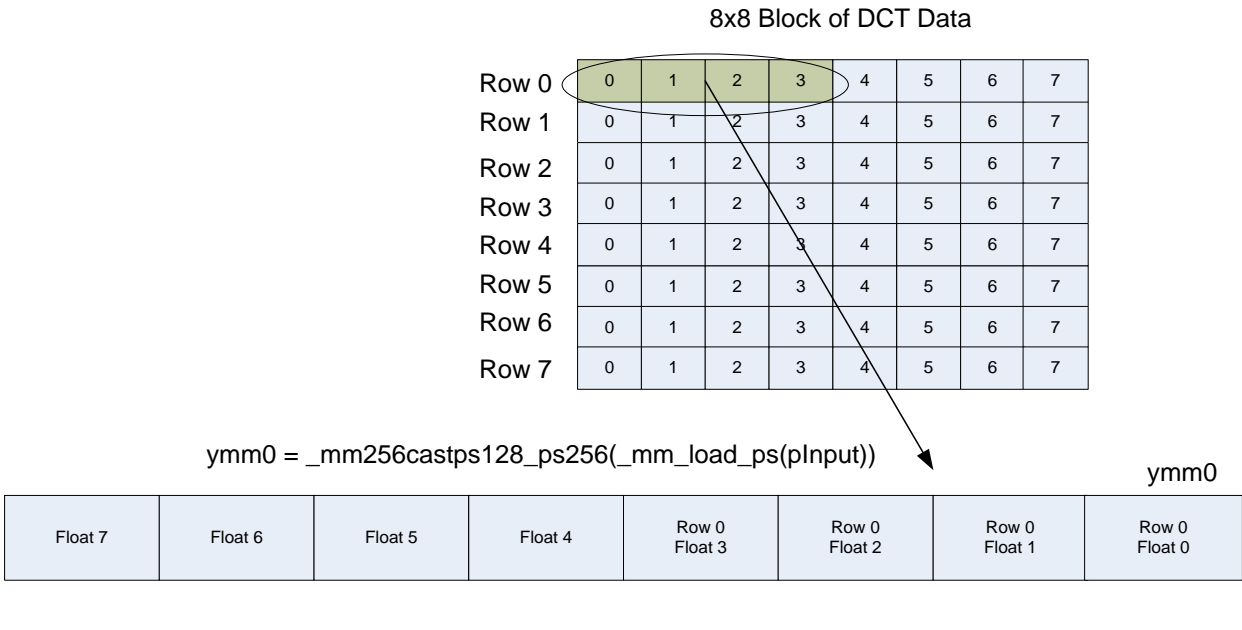 8x8 Block of DCT Data
Row 0 0 1 2 3 4 5 6 7
Row 1 0 1 2 3 4 5 6 7
Row 2 0 1 2 3 4 5 6 7
Row 3 0 1 2 3 4 5 6 7
Row 4 0 1 2 3 4 5 6 7
Row 5 0 1 2 3 4 5 6 7
Row 6 0 1 2 3 4 5 6 7
Row 7 0 1 2 3 4 5 6 7
ymm0 = _mm256castps128_ps256(_mm_load_ps(pInput))
ymm0
Float 7
Float 6
Float 5
Float 4
Row 0
Float 3
Row 0
Float 2
Row 0
Float 1
Row 0
Float 0